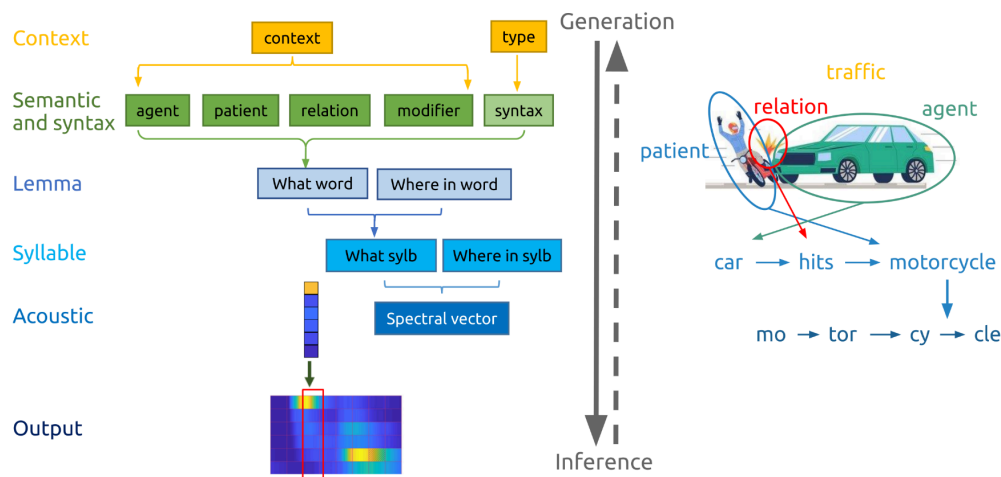 Context
context
type
Semantic
and syntax
agent
patient
relation
modifier
syntax
Lemma
What word
Where in word
Syllable
What sylb
Where in sylb
Acoustic
Spectral vector
Output
Generation
Inference
traffic
relation
agent
patient
car hits motorcycle
mo tor cy cle